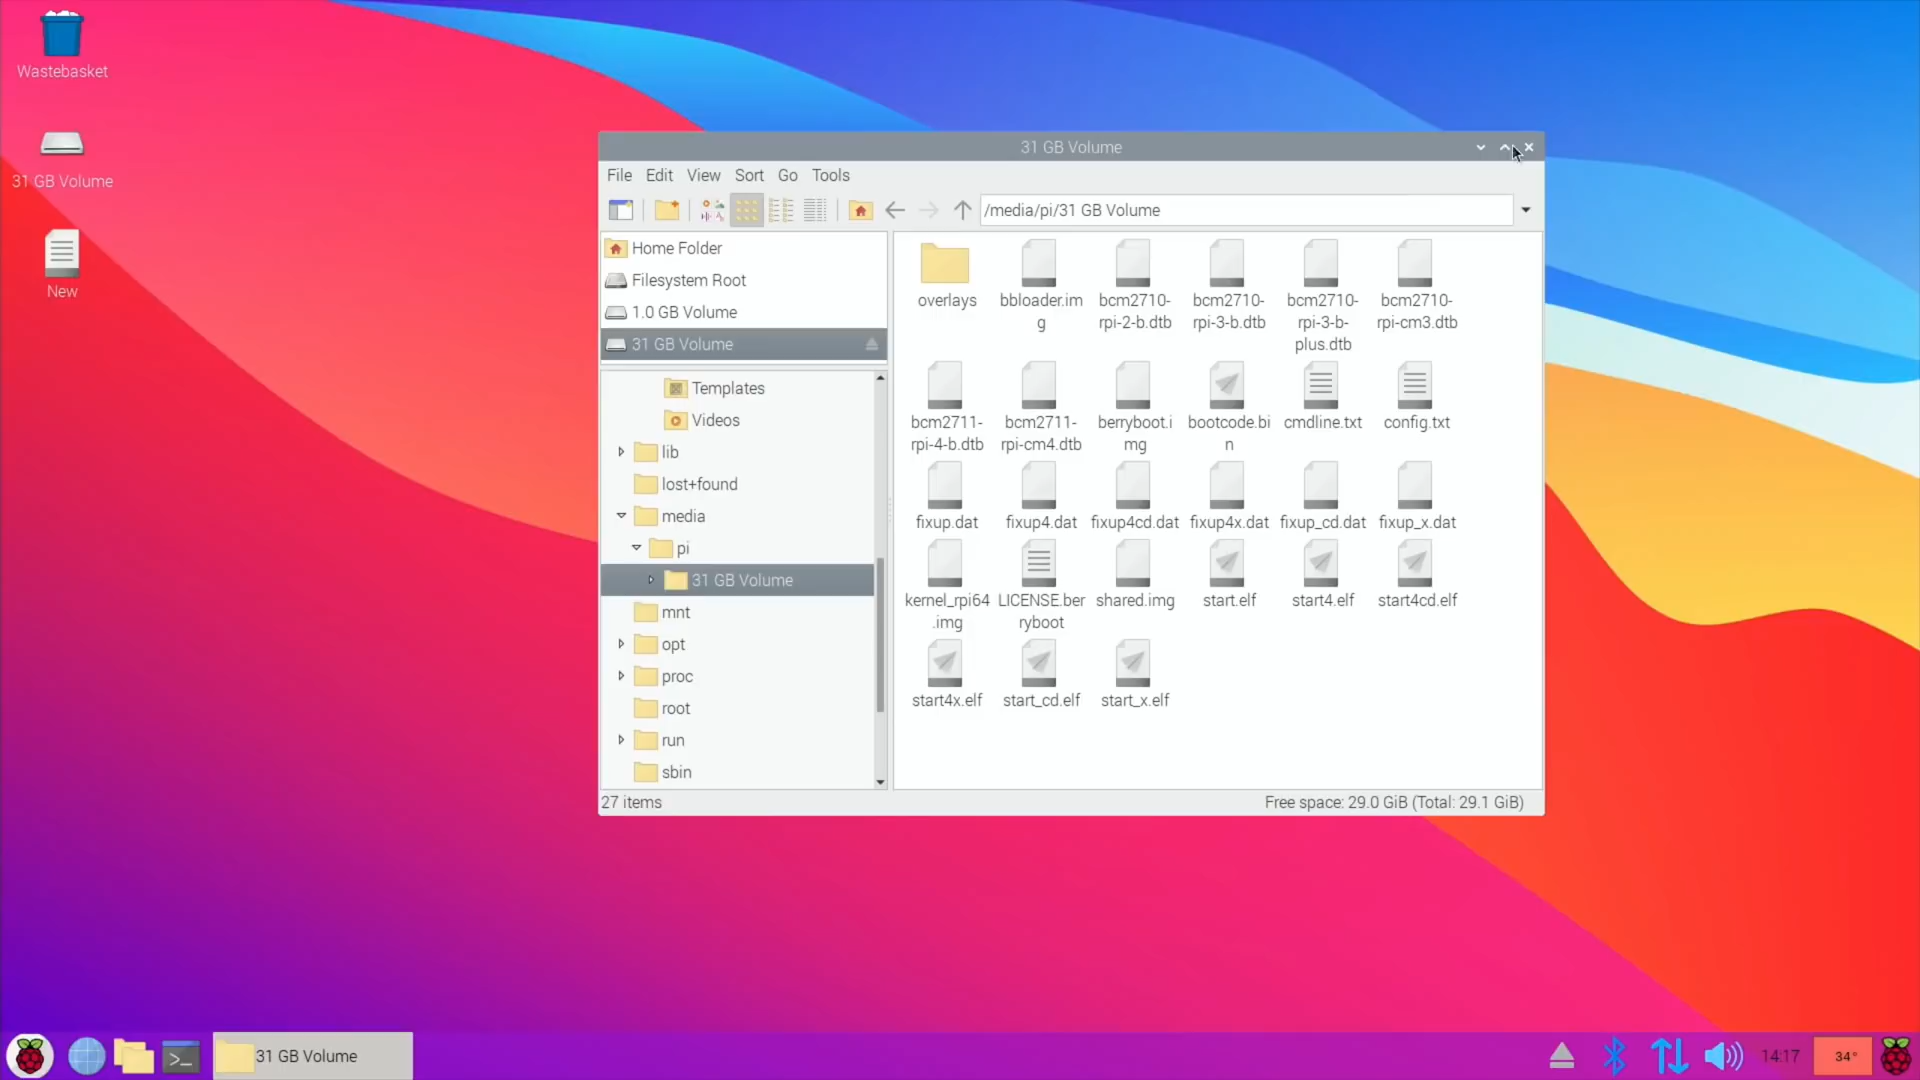 Wastebasket
31 GB Volume
New
31 GB Volume
File Edit View Sort Go Tools
/media/pi/31 GB Volume
Home Folder
Filesystem Root
1.0 GB Volume
31 GB Volume
Templates
Videos
lib
lost+found
media
pi
31 GB Volume
mnt
opt
proc
root
run
sbin
overlays
bbloader.im
g
bcm2710-
rpi-2-b.dtb
bcm2710-
rpi-3-b.dtb
bcm2710-
rpi-3-b-
plus.dtb
bcm2710-
rpi-cm3.dtb
bcm2711-
rpi-4-b.dtb
bcm2711-
rpi-cm4.dtb
berryboot.i
mg
bootcode.bi
n
cmdline.txt
config.txt
fixup.dat
fixup4.dat
fixup4cd.dat
fixup4x.dat
fixup_cd.dat
fixup_x.dat
kernel_rpi64
.img
LICENSE.ber
ryboot
shared.img
start.elf
start4.elf
start4cd.elf
start4x.elf
start_cd.elf
start_x.elf
27 items
Free space: 29.0 GiB (Total: 29.1 GiB)
>_
31 GB Volume
14:17
34°